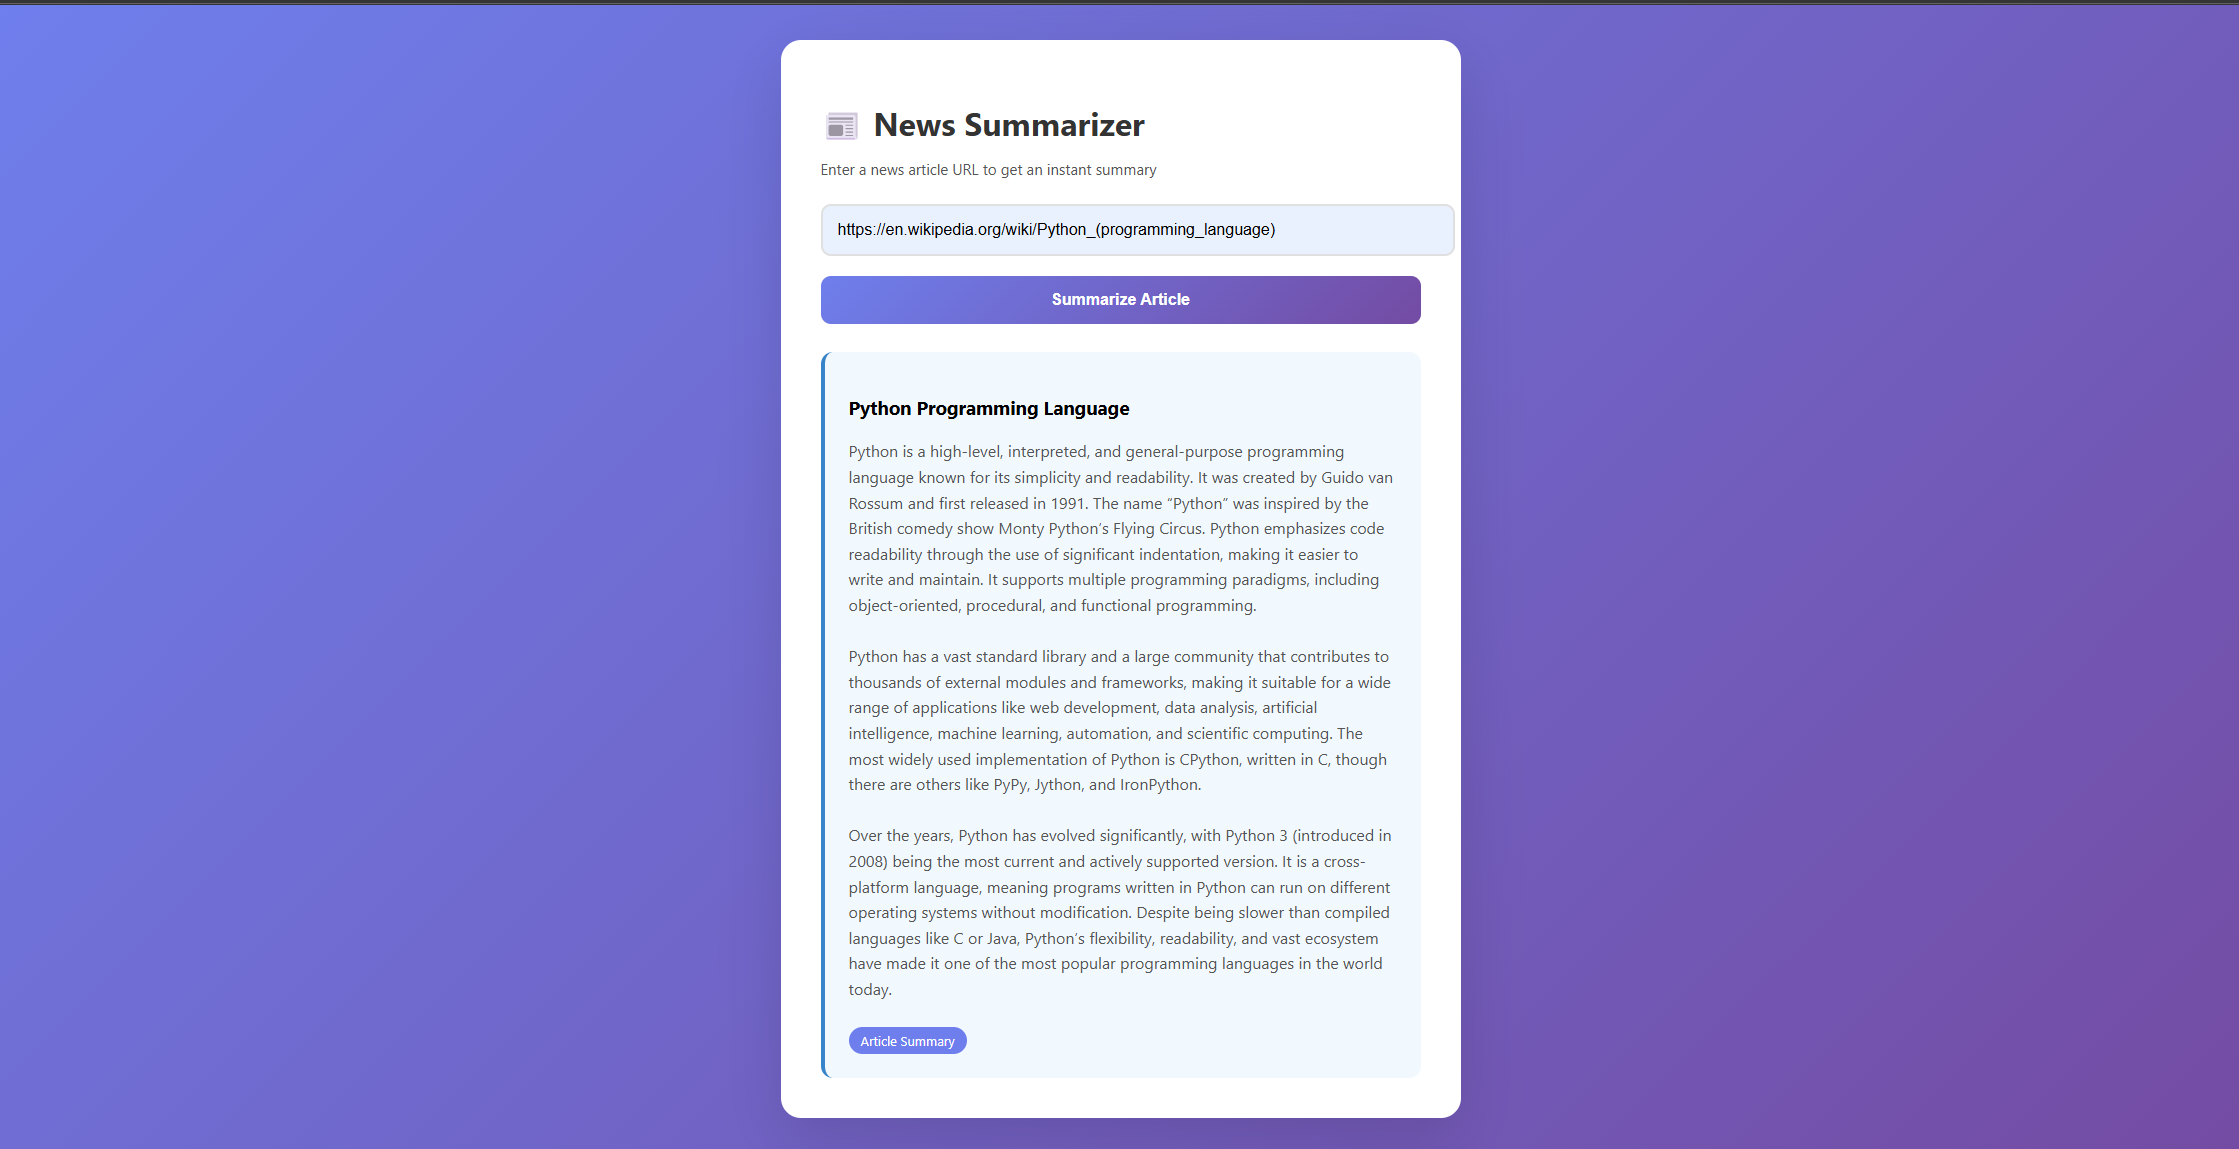 News Summarizer
Enter a news article URL to get an instant summary
https://en.wikipedia.org/wiki/Python_(programming_language)
Summarize Article
Python Programming Language
Python is a high-level, interpreted, and general-purpose programming
language known for its simplicity and readability. It was created by Guido van
Rossum and first released in 1991. The name “Python” was inspired by the
British comedy show Monty Python’s Flying Circus. Python emphasizes code
readability through the use of significant indentation, making it easier to
write and maintain. It supports multiple programming paradigms, including
object-oriented, procedural, and functional programming.
Python has a vast standard library and a large community that contributes to
thousands of external modules and frameworks, making it suitable for a wide
range of applications like web development, data analysis, artificial
intelligence, machine learning, automation, and scientific computing. The
most widely used implementation of Python is CPython, written in C, though
there are others like PyPy, Jython, and IronPython.
Over the years, Python has evolved significantly, with Python 3 (introduced in
2008) being the most current and actively supported version. It is a cross-
platform language, meaning programs written in Python can run on different
operating systems without modification. Despite being slower than compiled
languages like C or Java, Python’s flexibility, readability, and vast ecosystem
have made it one of the most popular programming languages in the world
today.
Article Summary